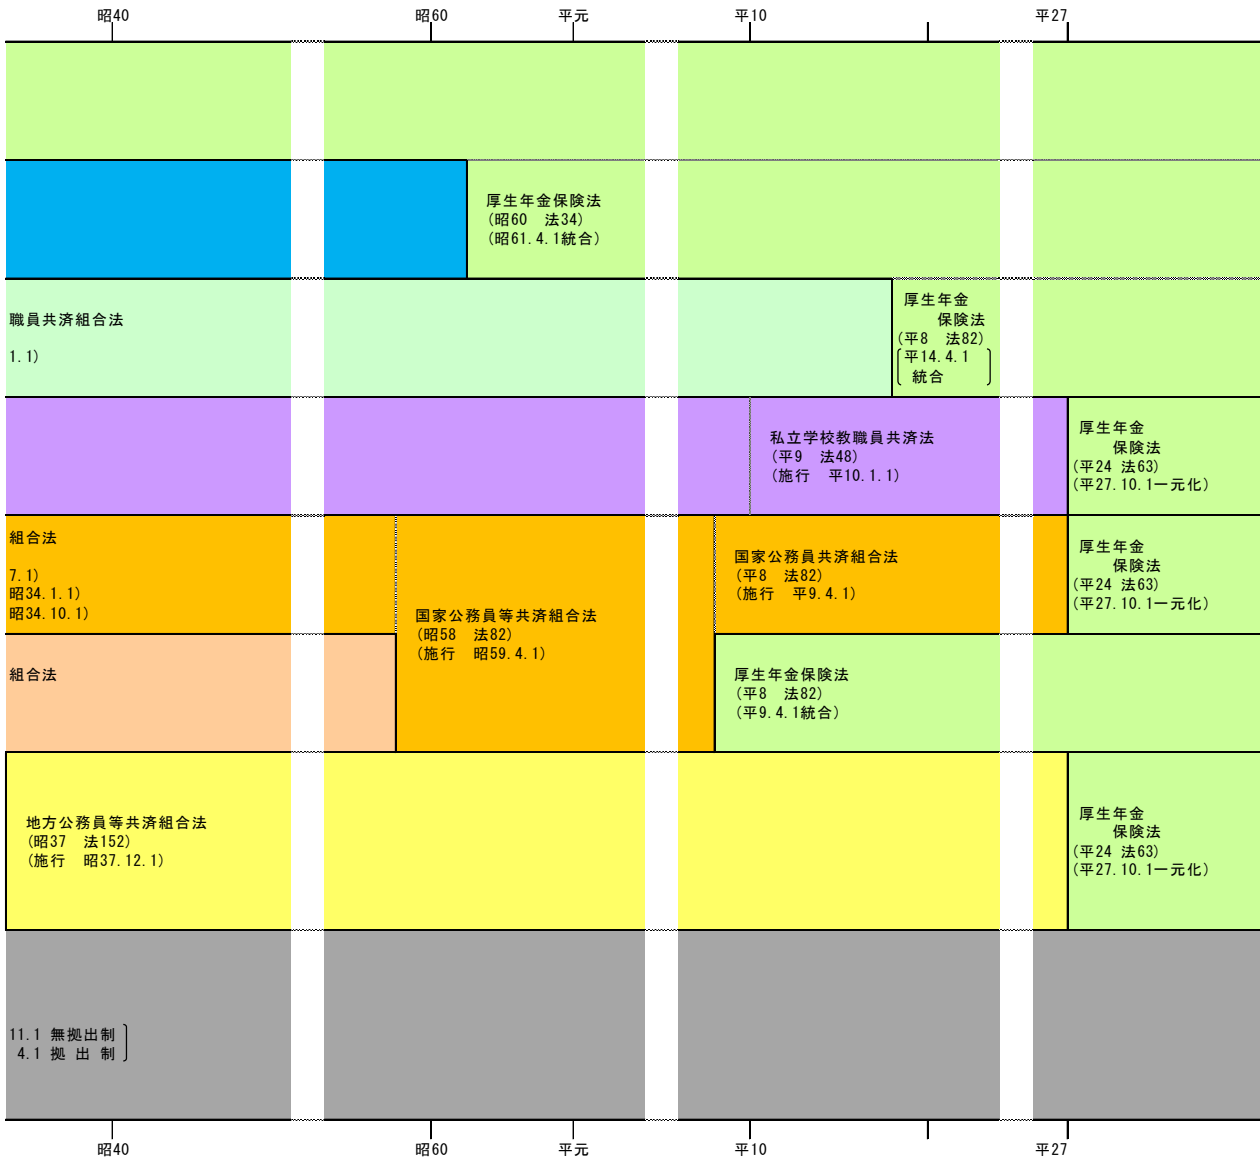 昭40 昭60 平元 平10 平27
厚生年金保険法
(昭60 法34)
(昭61.4.1統合)
職員共済組合法
1.1)
厚生年金
保険法
(平8 法82)
平14.4.1
統合
私立学校教職員共済法
(平9 法48)
(施行 平10.1.1)
厚生年金
保険法
(平24 法63)
(平27.10.1一元化)
組合法
7.1)
昭34.1.1)
昭34.10.1)
国家公務員等共済組合法
(昭58 法82)
(施行 昭59.4.1)
国家公務員共済組合法
(平8 法82)
(施行 平9.4.1)
厚生年金
保険法
(平24 法63)
(平27.10.1一元化)
組合法
厚生年金保険法
(平8 法82)
(平9.4.1統合)
地方公務員等共済組合法
(昭37 法152)
(施行 昭37.12.1)
厚生年金
保険法
(平24 法63)
(平27.10.1一元化)
11.1 無拠出制
4.1 拠出制
昭40 昭60 平元 平10 平27